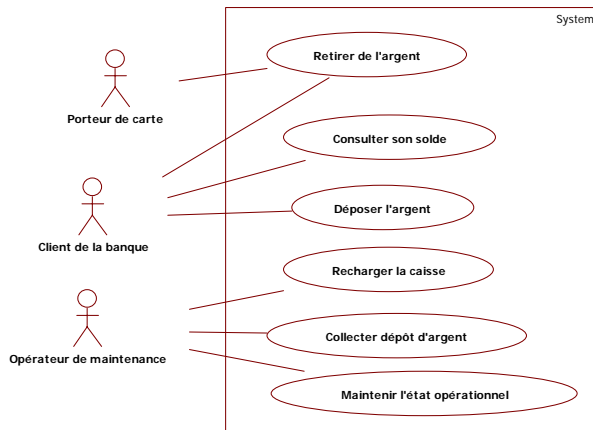 System
Retirer de l'argent
Porteur de carte
Consulter son solde
Déposer l'argent
Client de la banque
Recharger la caisse
Collecter dépôt d'argent
Opérateur de maintenance
Maintenir l'état opérationnel